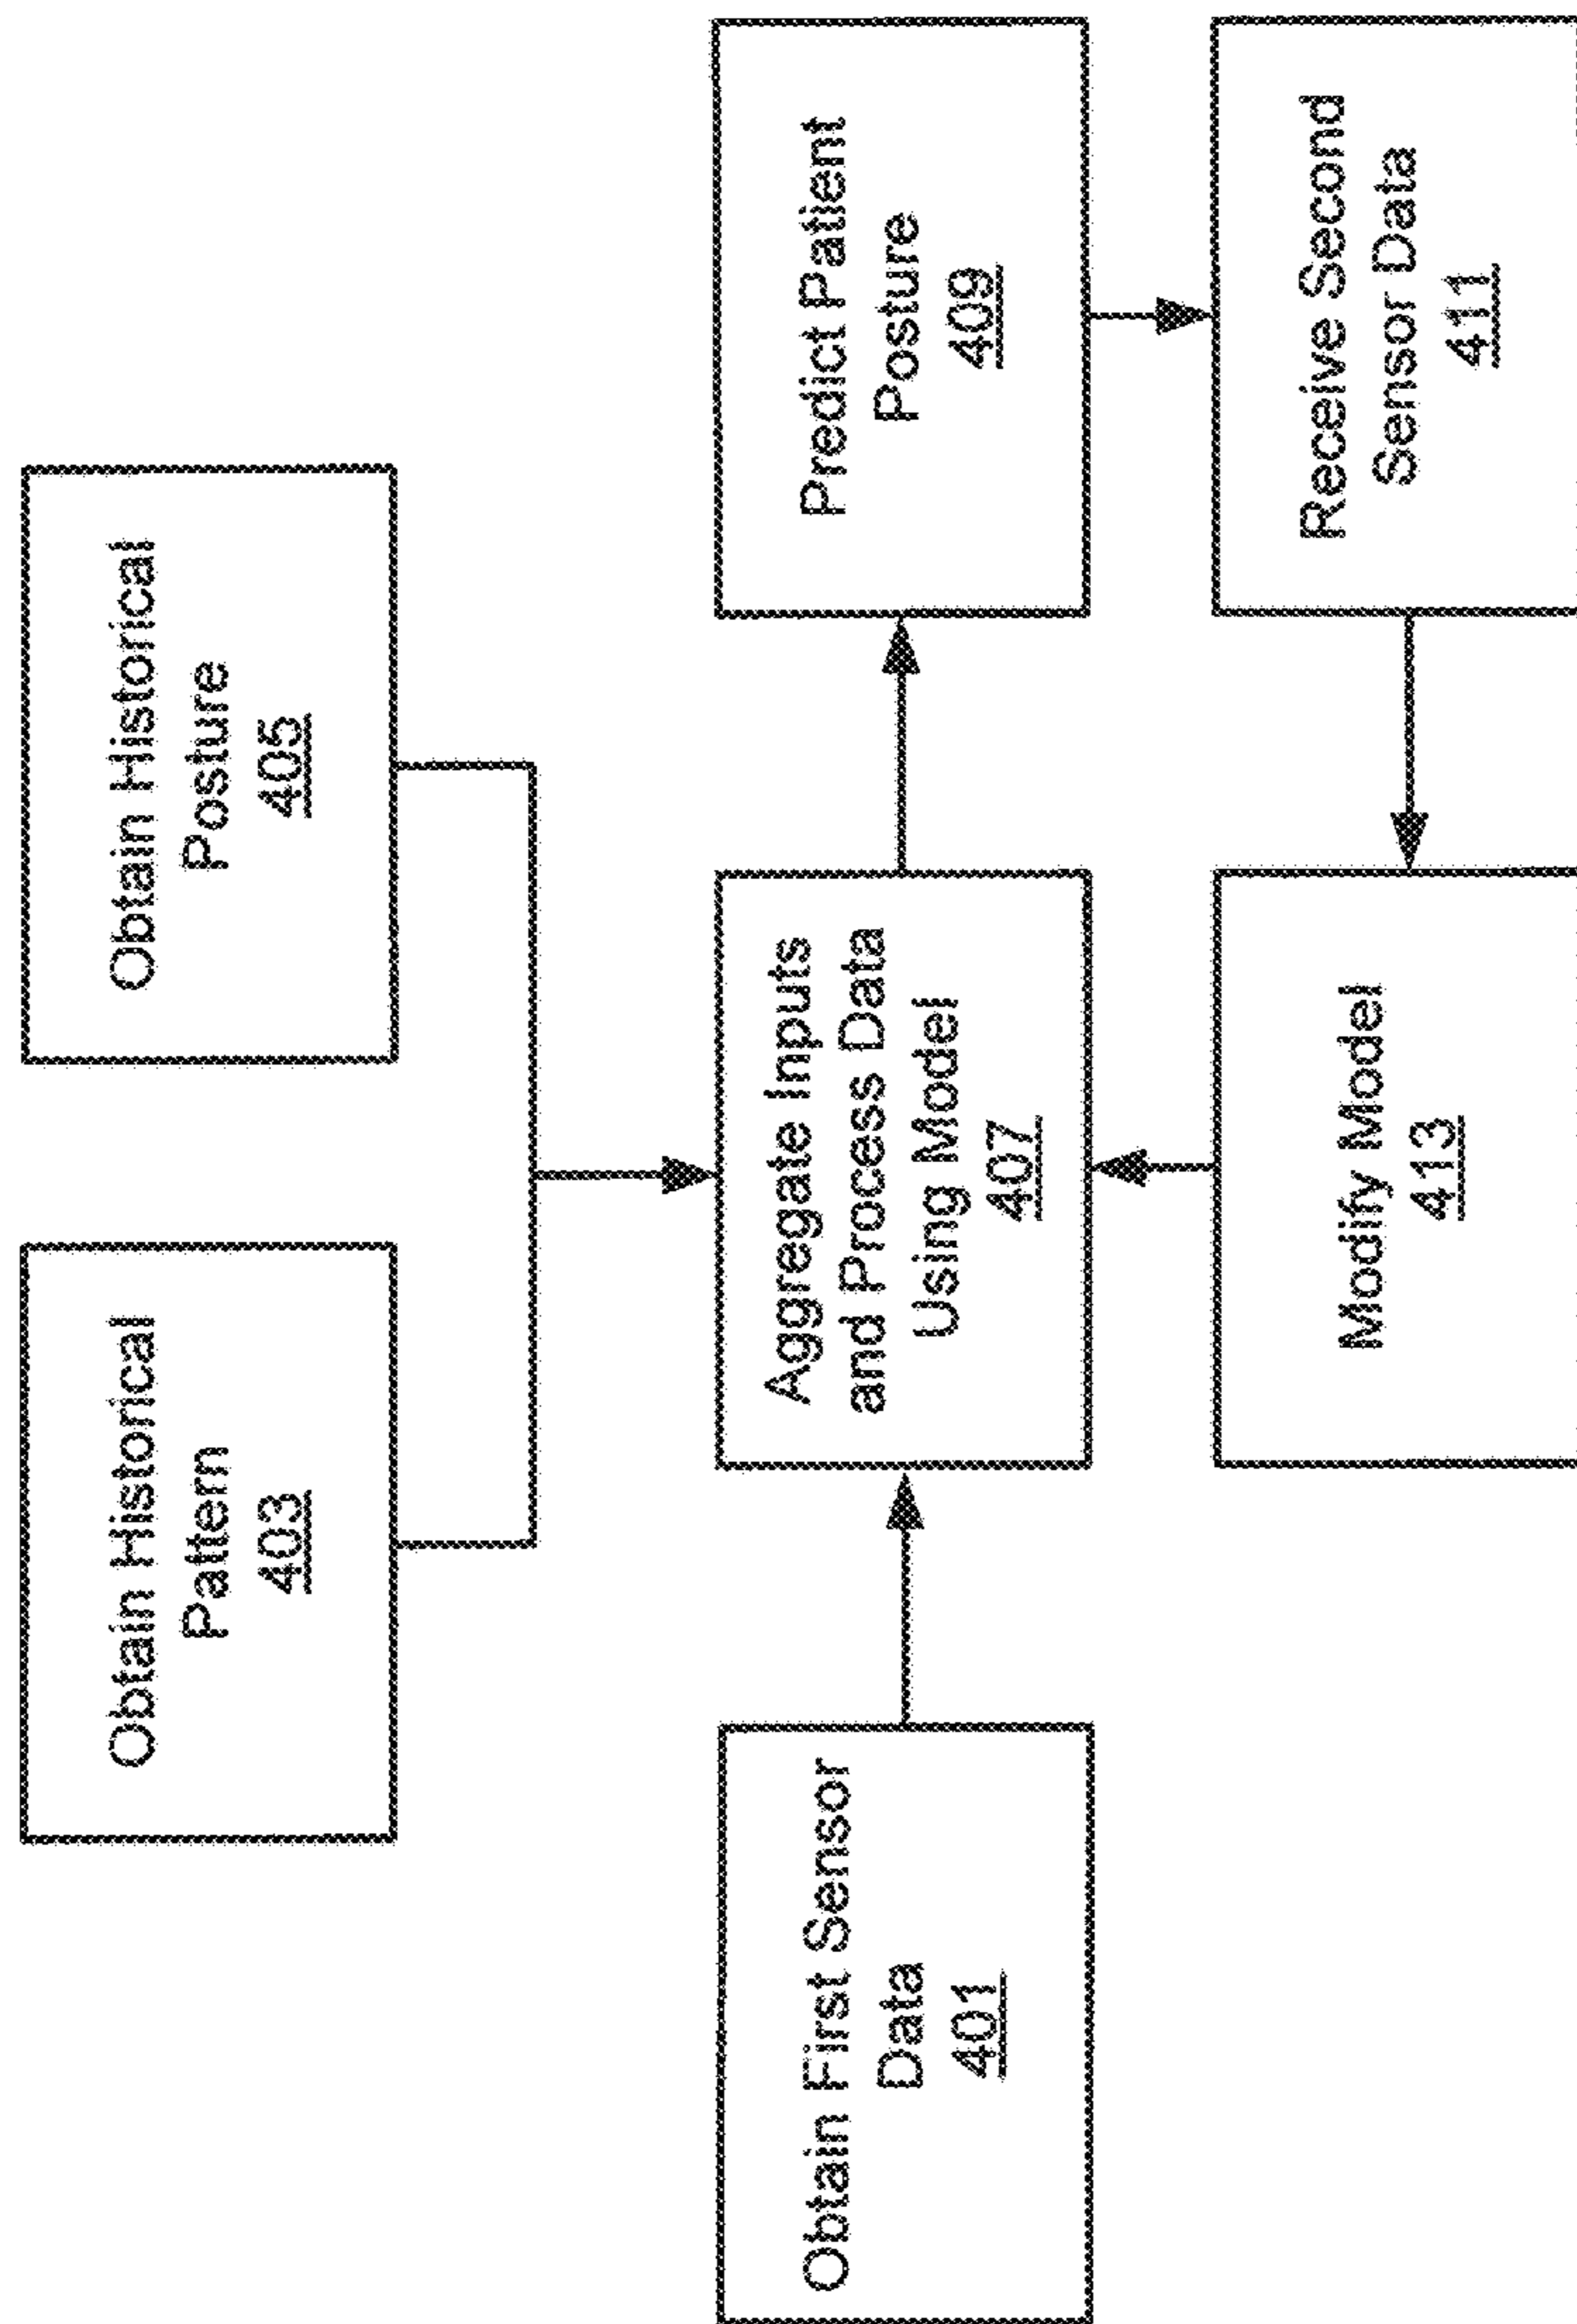 Obtain Historical
Pattern
403
Obtain Historical
Posture
405
Obtain First Sensor
Data
401
Aggregate Inputs
and Process Data
Using Model
407
Predict Patient
Posture
409
Modify Model
413
Receive Second
Sensor Data
411